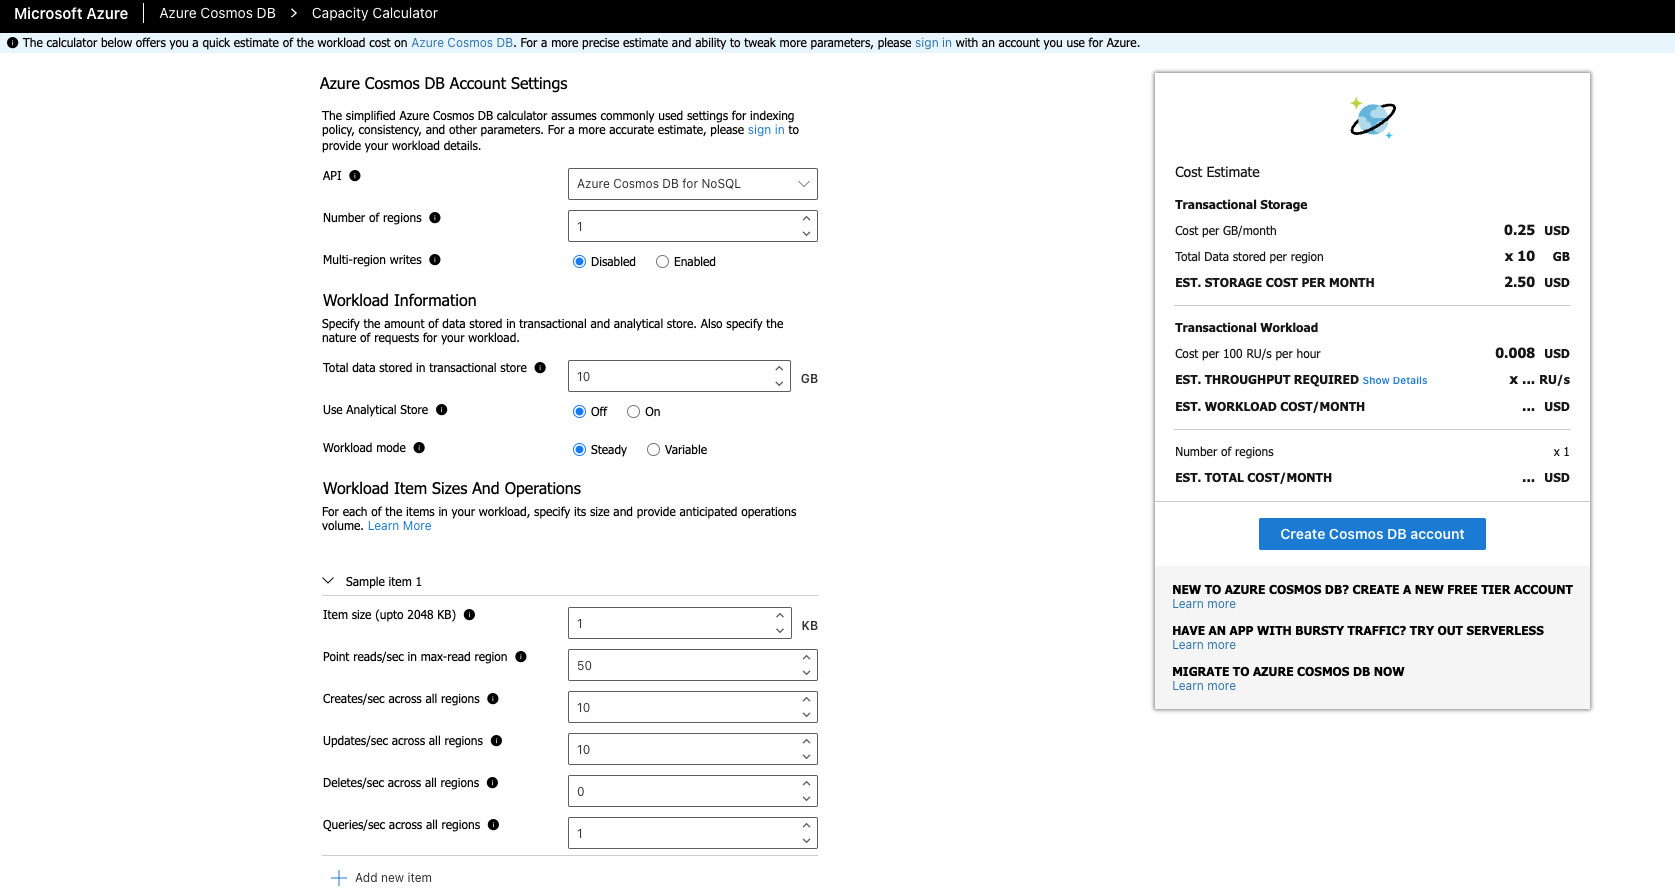 Microsoft Azure Azure Cosmos DB > Capacity Calculator
The calculator below offers you a quick estimate of the workload cost on Azure Cosmos DB. For a more precise estimate and ability to tweak more parameters, please sign in with an account you use for Azure.
Azure Cosmos DB Account Settings
The simplified Azure Cosmos DB calculator assumes commonly used settings for indexing
policy, consistency, and other parameters. For a more accurate estimate, please sign in to
provide your workload details.
API Azure Cosmos DB for NoSQL
Number of regions 1
Multi-region writes Disabled Enabled
Workload Information
Specify the amount of data stored in transactional and analytical store. Also specify the
nature of requests for your workload.
Total data stored in transactional store 10 GB
Use Analytical Store Off On
Workload mode Steady Variable
Workload Item Sizes And Operations
For each of the items in your workload, specify its size and provide anticipated operations
volume. Learn More
Sample item 1
Item size (upto 2048 KB) 1 KB
Point reads/sec in max-read region 50
Creates/sec across all regions 10
Updates/sec across all regions 10
Deletes/sec across all regions 0
Queries/sec across all regions 1
Add new item
Cost Estimate
Transactional Storage
Cost per GB/month 0.25 USD
Total Data stored per region x 10 GB
EST. STORAGE COST PER MONTH 2.50 USD
Transactional Workload
Cost per 100 RU/s per hour 0.008 USD
EST. THROUGHPUT REQUIRED Show Details x ... RU/s
EST. WORKLOAD COST/MONTH ... USD
Number of regions x 1
EST. TOTAL COST/MONTH ... USD
Create Cosmos DB account
NEW TO AZURE COSMOS DB? CREATE A NEW FREE TIER ACCOUNT
Learn more
HAVE AN APP WITH BURSTY TRAFFIC? TRY OUT SERVERLESS
Learn more
MIGRATE TO AZURE COSMOS DB NOW
Learn more